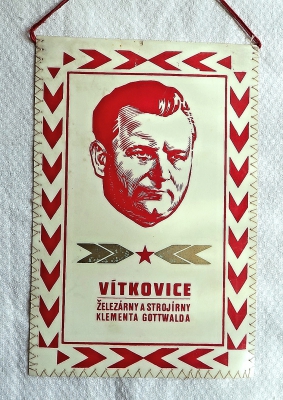 VÍTKOVICE
ŽELEZÁRNY A STROJÍRNY
KLEMENTA GOTTWALDA